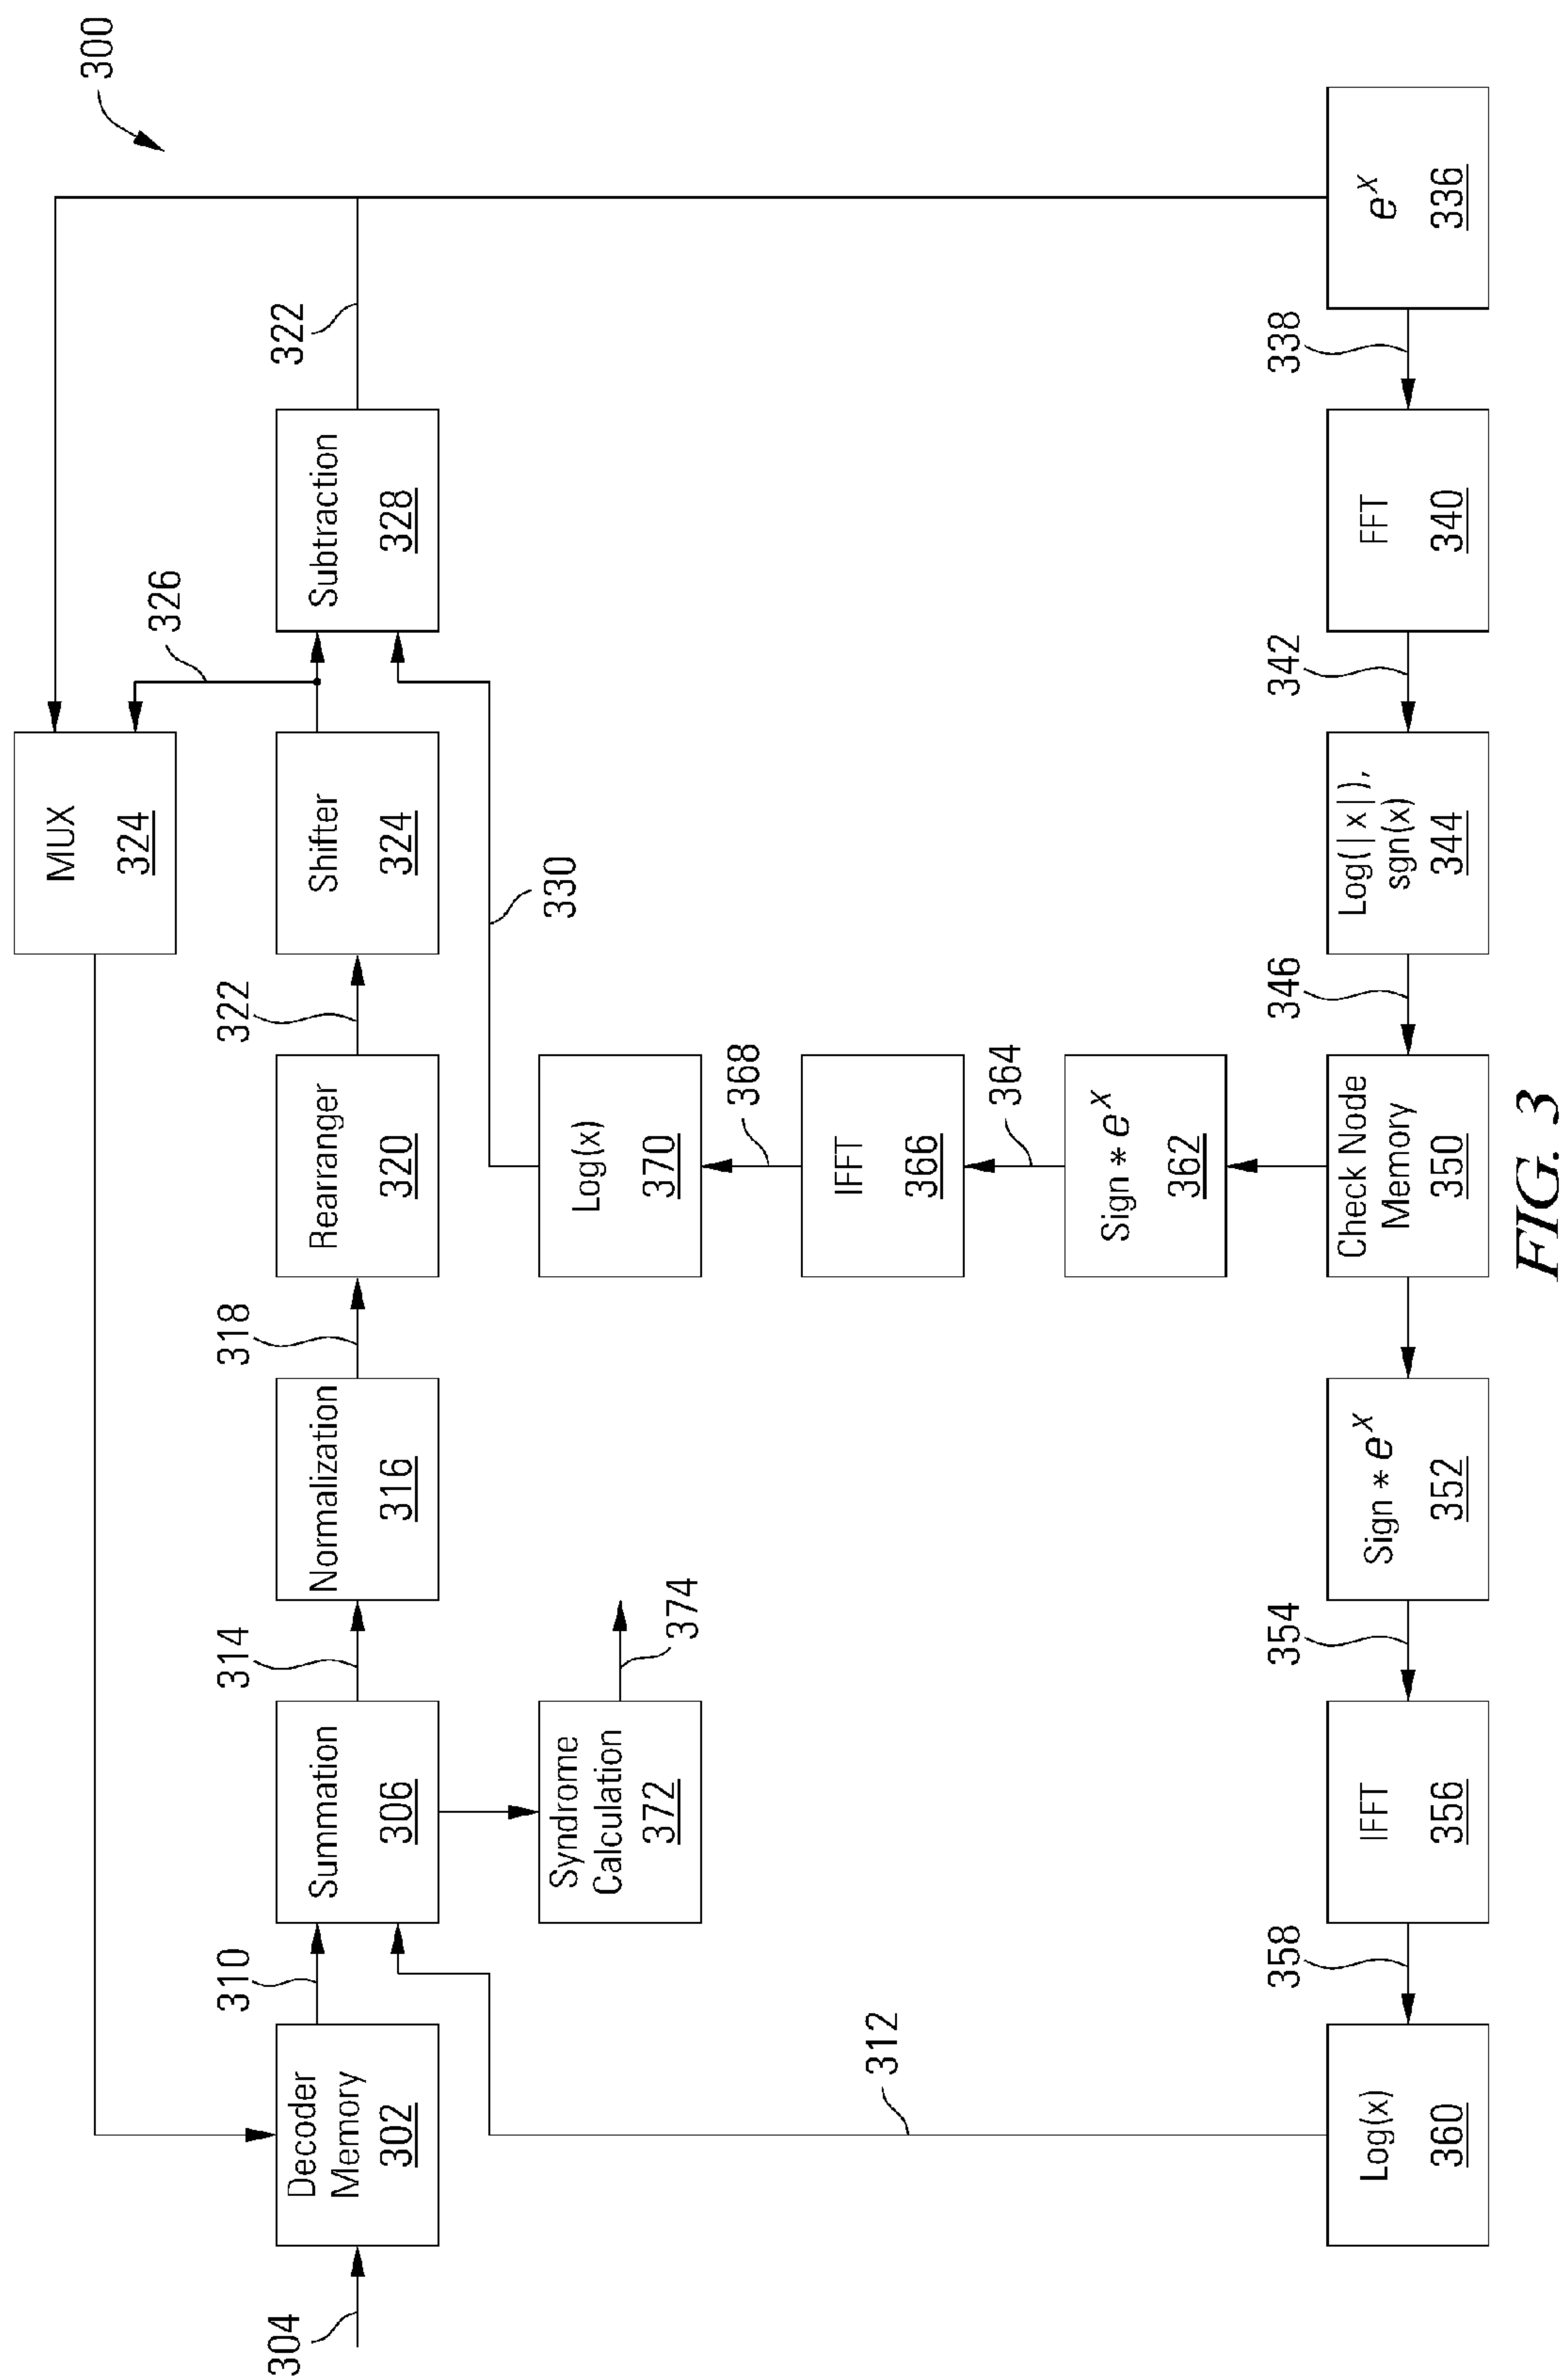 300
MUX
324
326
322
304
Decoder
Memory
302
310
Summation
306
314
Normalization
316
318
Rearranger
320
322
Shifter
324
Subtraction
328
330
Syndrome
Calculation
372
374
Log(x)
370
368
IFFT
366
364
Sign * e^x
362
312
Log(x)
360
358
IFFT
356
354
Sign * e^x
352
Check Node
Memory
350
346
Log(|x|),
sgn(x)
344
342
FFT
340
338
e^x
336
FIG. 3